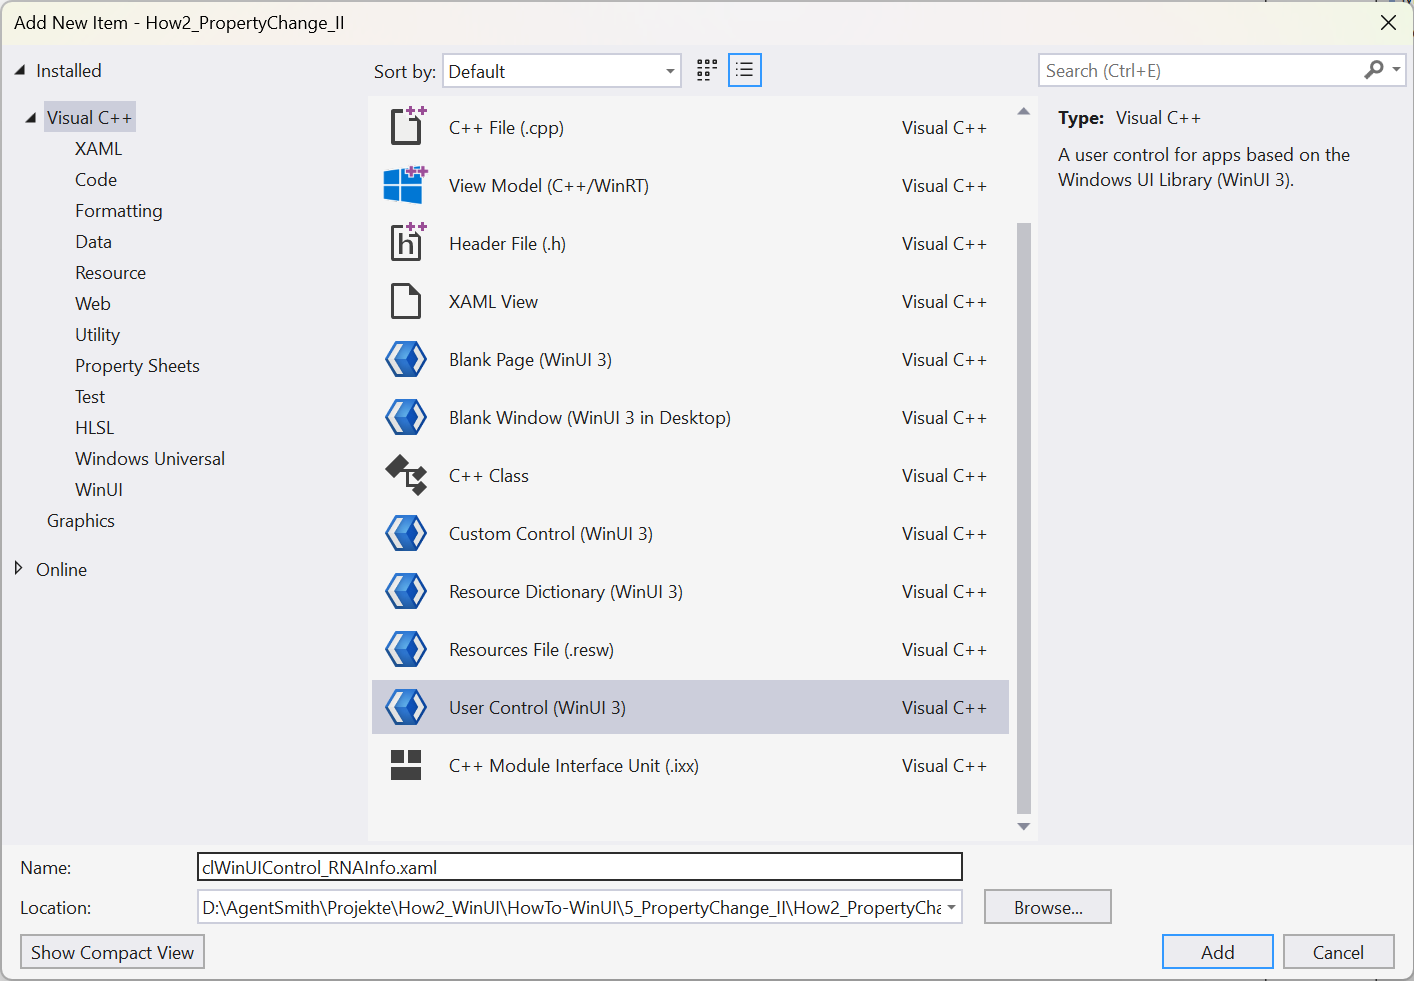 Add New Item - How2_PropertyChange_II
Installed
Visual C++
XAML
Code
Formatting
Data
Resource
Web
Utility
Property Sheets
Test
HLSL
Windows Universal
WinUI
Graphics
Online
Sort by: Default
C++ File (.cpp) Visual C++
View Model (C++/WinRT) Visual C++
Header File (.h) Visual C++
XAML View Visual C++
Blank Page (WinUI 3) Visual C++
Blank Window (WinUI 3 in Desktop) Visual C++
C++ Class Visual C++
Custom Control (WinUI 3) Visual C++
Resource Dictionary (WinUI 3) Visual C++
Resources File (.resw) Visual C++
User Control (WinUI 3) Visual C++
C++ Module Interface Unit (.ixx) Visual C++
Search (Ctrl+E)
Type: Visual C++
A user control for apps based on the
Windows UI Library (WinUI 3).
Name: clWinUIControl_RNAInfo.xaml
Location: D:\AgentSmith\Projekte\How2_WinUI\HowTo-WinUI\5_PropertyChange_II\How2_PropertyCha
Browse...
Show Compact View
Add
Cancel